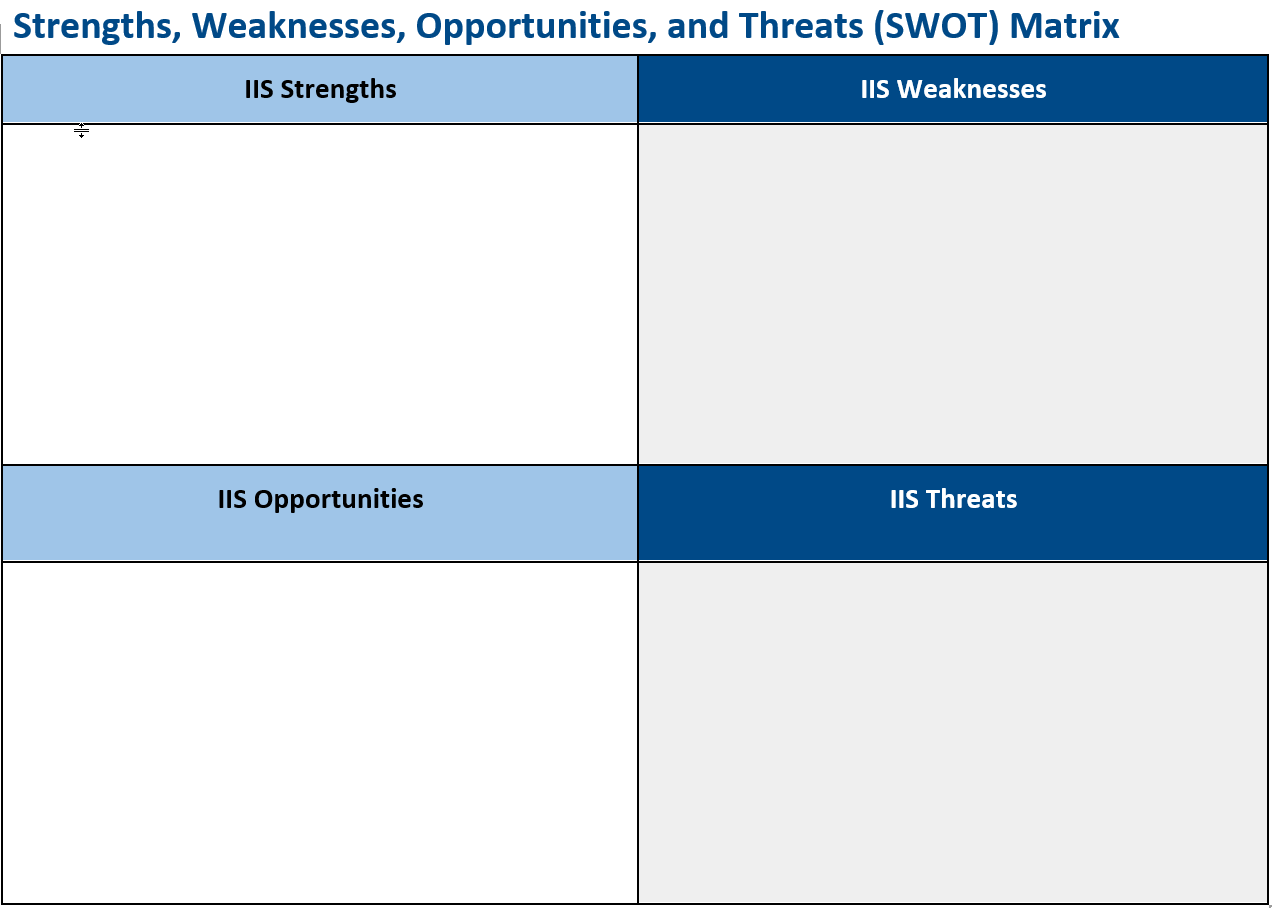 Strengths, Weaknesses, Opportunities, and Threats (SWOT) Matrix
IIS Strengths
IIS Weaknesses
IIS Opportunities
IIS Threats